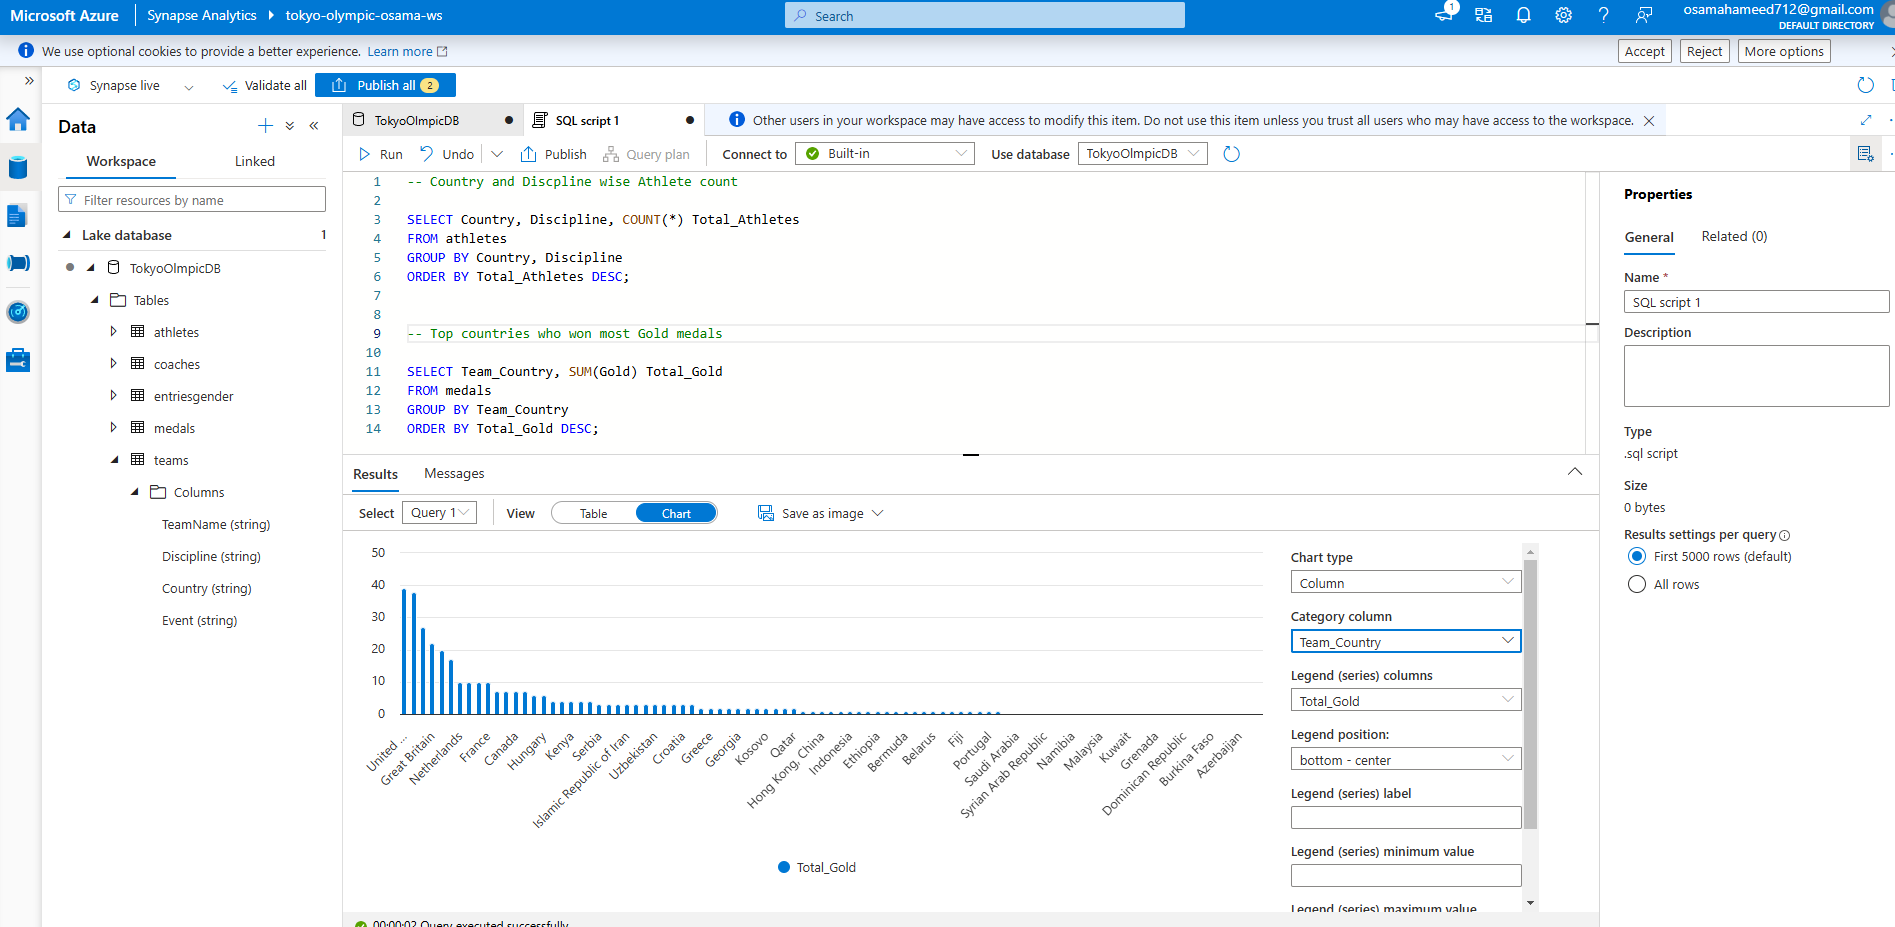 Microsoft Azure
Synapse Analytics
tokyo-olympic-osama-ws
Search
1
osamahameed712@gmail.com
DEFAULT DIRECTORY
We use optional cookies to provide a better experience. Learn more
Accept
Reject
More options
Synapse live
Validate all
Publish all 2
Data
Workspace
Linked
Filter resources by name
Lake database
1
TokyoOlmpicDB
Tables
athletes
coaches
entriesgender
medals
teams
Columns
TeamName (string)
Discipline (string)
Country (string)
Event (string)
TokyoOlmpicDB
SQL script 1
Other users in your workspace may have access to modify this item. Do not use this item unless you trust all users who may have access to the workspace.
Run
Undo
Publish
Query plan
Connect to
Built-in
Use database
TokyoOlmpicDB
1 -- Country and Discpline wise Athlete count
2
3 SELECT Country, Discipline, COUNT(*) Total_Athletes
4 FROM athletes
5 GROUP BY Country, Discipline
6 ORDER BY Total_Athletes DESC;
7
8
9 -- Top countries who won most Gold medals
10
11 SELECT Team_Country, SUM(Gold) Total_Gold
12 FROM medals
13 GROUP BY Team_Country
14 ORDER BY Total_Gold DESC;
Results
Messages
Select
Query 1
View
Table
Chart
Save as image
50
40
30
20
10
0
United ...
Great Britain
Netherlands
France
Canada
Hungary
Kenya
Serbia
Islamic Republic of Iran
Uzbekistan
Croatia
Greece
Georgia
Kosovo
Qatar
Hong Kong, China
Indonesia
Ethiopia
Bermuda
Belarus
Fiji
Portugal
Saudi Arabia
Syrian Arab Republic
Namibia
Malaysia
Kuwait
Grenada
Dominican Republic
Burkina Faso
Azerbaijan
Total_Gold
Chart type
Column
Category column
Team_Country
Legend (series) columns
Total_Gold
Legend position:
bottom - center
Legend (series) label
Legend (series) minimum value
Legend (series) maximum value
00:00:02 Query executed successfully
Properties
General
Related (0)
Name *
SQL script 1
Description
Type
.sql script
Size
0 bytes
Results settings per query
First 5000 rows (default)
All rows